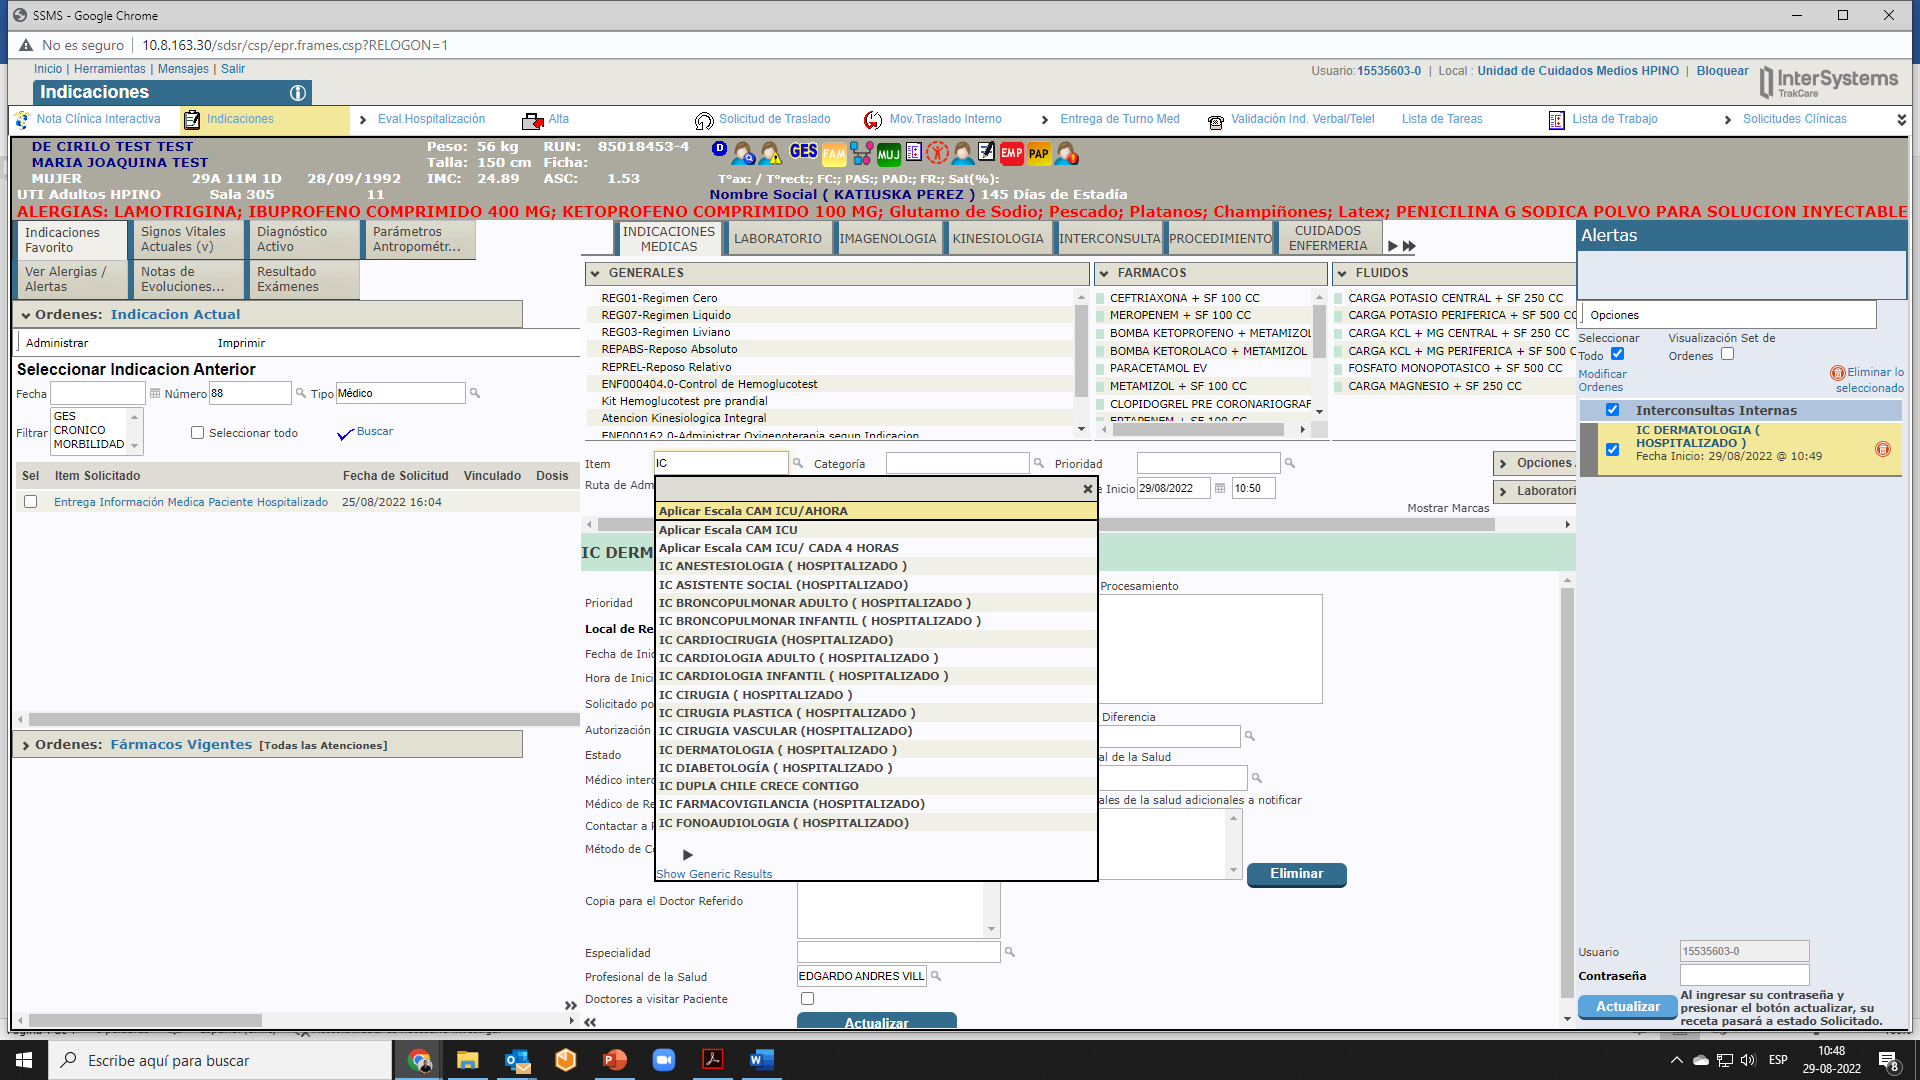 SSMS - Google Chrome
No es seguro 10.8.163.30/sdsr/csp/epr.frames.csp?RELOGON=1
Inicio | Herramientas | Mensajes | Salir
Usuario:15535603-0 | Local : Unidad de Cuidados Medios HPINO | Bloquear
InterSystems
TrakCare
Indicaciones
Nota Clínica Interactiva
Indicaciones
Eval.Hospitalización
Alta
Solicitud de Traslado
Mov.Traslado Interno
Entrega de Turno Med
Validación Ind. Verbal/Telef
Lista de Tareas
Lista de Trabajo
Solicitudes Clínicas
DE CIRILO TEST TEST Peso: 56 kg RUN: 85018453-4 D GES FAM MUJ EMP PAP
MARIA JOAQUINA TEST Talla: 150 cm Ficha:
MUJER 29A 11M 1D 28/09/1992 IMC: 24.89 ASC: 1.53 T°ax: / T°rect:; FC:; PAS:; PAD:; FR:; Sat(%):
UTI Adultos HPINO Sala 305 11 Nombre Social ( KATIUSKA PEREZ ) 145 Días de Estadía
ALERGIAS: LAMOTRIGINA; IBUPROFENO COMPRIMIDO 400 MG; KETOPROFENO COMPRIMIDO 100 MG; Glutamo de Sodio; Pescado; Platanos; Champiñones; Latex; PENICILINA G SODICA POLVO PARA SOLUCION INYECTABLE
Indicaciones
Favorito
Signos Vitales
Actuales (v)
Diagnóstico
Activo
Parámetros
Antropométr...
Ver Alergias /
Alertas
Notas de
Evoluciones...
Resultado
Exámenes
Ordenes: Indicacion Actual
Administrar Imprimir
Seleccionar Indicacion Anterior
Fecha Número 88 Tipo Médico
Filtrar
GES
CRONICO
MORBILIDAD
Seleccionar todo
Buscar
Sel Item Solicitado Fecha de Solicitud Vinculado Dosis
Entrega Información Medica Paciente Hospitalizado 25/08/2022 16:04
Ordenes: Fármacos Vigentes [Todas las Atenciones]
INDICACIONES
MEDICAS
LABORATORIO
IMAGENOLOGIA
KINESIOLOGIA
INTERCONSULTA
PROCEDIMIENTO
CUIDADOS
ENFERMERIA
GENERALES
REG01-Regimen Cero
REG07-Regimen Liquido
REG03-Regimen Liviano
REPABS-Reposo Absoluto
REPREL-Reposo Relativo
ENF000404.0-Control de Hemoglucotest
Kit Hemoglucotest pre prandial
Atencion Kinesiologica Integral
ENF000162.0-Administrar Oxigenoterapia segun Indicacion
FARMACOS
CEFTRIAXONA + SF 100 CC
MEROPENEM + SF 100 CC
BOMBA KETOPROFENO + METAMIZOL
BOMBA KETOROLACO + METAMIZOL
PARACETAMOL EV
METAMIZOL + SF 100 CC
CLOPIDOGREL PRE CORONARIOGRAF
ERTAPENEM + SF 100 CC
FLUIDOS
CARGA POTASIO CENTRAL + SF 250 CC
CARGA POTASIO PERIFERICA + SF 500 CC
CARGA KCL + MG CENTRAL + SF 250 CC
CARGA KCL + MG PERIFERICA + SF 500 C
FOSFATO MONOPOTASICO + SF 500 CC
CARGA MAGNESIO + SF 250 CC
Item IC Categoría Prioridad
Ruta de Adm e Inicio 29/08/2022 10:50
Opciones
Laboratori
Mostrar Marcas
Aplicar Escala CAM ICU/AHORA
Aplicar Escala CAM ICU
Aplicar Escala CAM ICU/ CADA 4 HORAS
IC ANESTESIOLOGIA ( HOSPITALIZADO )
IC ASISTENTE SOCIAL (HOSPITALIZADO)
IC BRONCOPULMONAR ADULTO ( HOSPITALIZADO )
IC BRONCOPULMONAR INFANTIL ( HOSPITALIZADO )
IC CARDIOCIRUGIA (HOSPITALIZADO)
IC CARDIOLOGIA ADULTO ( HOSPITALIZADO )
IC CARDIOLOGIA INFANTIL ( HOSPITALIZADO )
IC CIRUGIA ( HOSPITALIZADO )
IC CIRUGIA PLASTICA ( HOSPITALIZADO )
IC CIRUGIA VASCULAR (HOSPITALIZADO)
IC DERMATOLOGIA ( HOSPITALIZADO )
IC DIABETOLOGÍA ( HOSPITALIZADO )
IC DUPLA CHILE CRECE CONTIGO
IC FARMACOVIGILANCIA (HOSPITALIZADO)
IC FONOAUDIOLOGIA ( HOSPITALIZADO)
Show Generic Results
IC DERM
Prioridad
Local de Re
Fecha de Inic
Hora de Inici
Solicitado po
Autorización
Estado
Médico interc
Médico de Re
Contactar a P
Método de Co
Procesamiento
Diferencia
al de la Salud
ales de la salud adicionales a notificar
Eliminar
Copia para el Doctor Referido
Especialidad
Profesional de la Salud EDGARDO ANDRES VILL
Doctores a visitar Paciente
Actualizar
Alertas
Opciones
Seleccionar
Todo
Visualización Set de
Ordenes
Modificar
Ordenes
Eliminar lo
seleccionado
Interconsultas Internas
IC DERMATOLOGIA (
HOSPITALIZADO )
Fecha Inicio: 29/08/2022 @ 10:49
Usuario 15535603-0
Contraseña
Actualizar
Al ingresar su contraseña y
presionar el botón actualizar, su
receta pasará a estado Solicitado.
Escribe aquí para buscar
ESP
10:48
29-08-2022
8